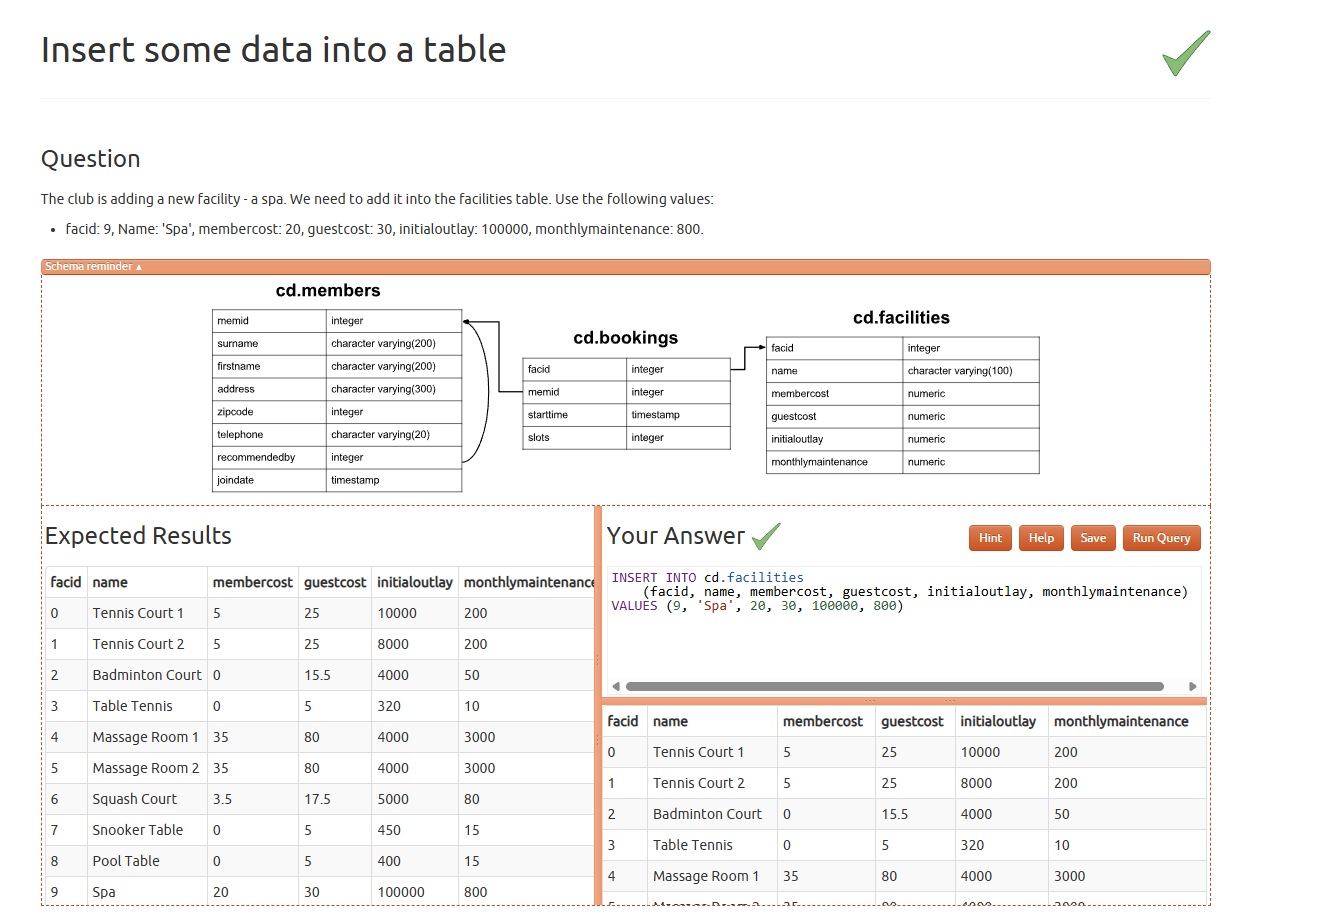 Insert some data into a table
Question
The club is adding a new facility - a spa. We need to add it into the facilities table. Use the following values:
• facid: 9, Name: 'Spa', membercost: 20, guestcost: 30, initialoutlay: 100000, monthlymaintenance: 800.
Schema reminder ▲
cd.members
memid integer
surname character varying(200)
firstname character varying(200)
address character varying(300)
zipcode integer
telephone character varying(20)
recommendedby integer
joindate timestamp
cd.bookings
facid integer
memid integer
starttime timestamp
slots integer
cd.facilities
facid integer
name character varying(100)
membercost numeric
guestcost numeric
initialoutlay numeric
monthlymaintenance numeric
Expected Results
facid name membercost guestcost initialoutlay monthlymaintenance
0 Tennis Court 1 5 25 10000 200
1 Tennis Court 2 5 25 8000 200
2 Badminton Court 0 15.5 4000 50
3 Table Tennis 0 5 320 10
4 Massage Room 1 35 80 4000 3000
5 Massage Room 2 35 80 4000 3000
6 Squash Court 3.5 17.5 5000 80
7 Snooker Table 0 5 450 15
8 Pool Table 0 5 400 15
9 Spa 20 30 100000 800
Your Answer
Hint Help Save Run Query
INSERT INTO cd.facilities
(facid, name, membercost, guestcost, initialoutlay, monthlymaintenance)
VALUES (9, 'Spa', 20, 30, 100000, 800)
facid name membercost guestcost initialoutlay monthlymaintenance
0 Tennis Court 1 5 25 10000 200
1 Tennis Court 2 5 25 8000 200
2 Badminton Court 0 15.5 4000 50
3 Table Tennis 0 5 320 10
4 Massage Room 1 35 80 4000 3000